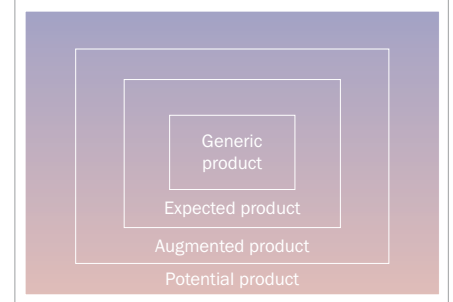 Generic
product
Expected product
Augmented product
Potential product